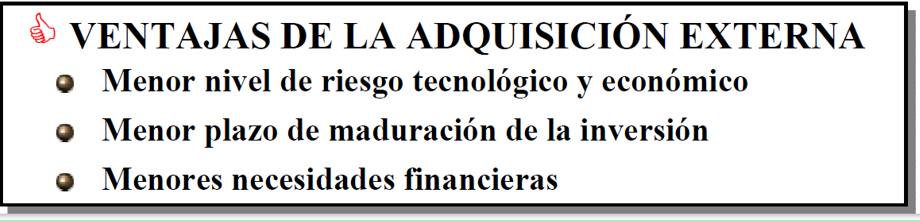 VENTAJAS DE LA ADQUISICIÓN EXTERNA
Menor nivel de riesgo tecnológico y económico
Menor plazo de maduración de la inversión
Menores necesidades financieras